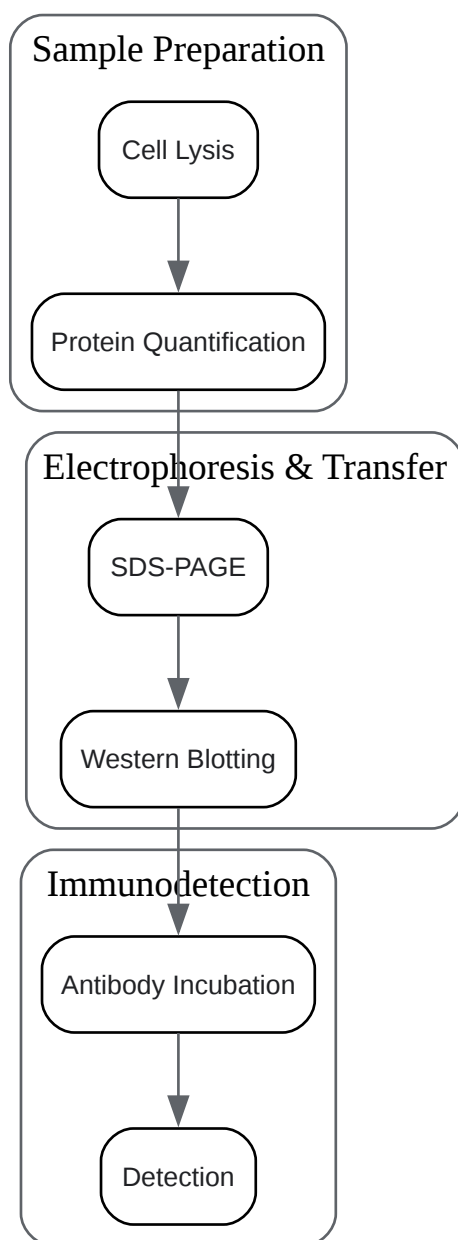 Sample Preparation
Cell Lysis
Protein Quantification
Electrophoresis & Transfer
SDS-PAGE
Western Blotting
Immunodetection
Antibody Incubation
Detection